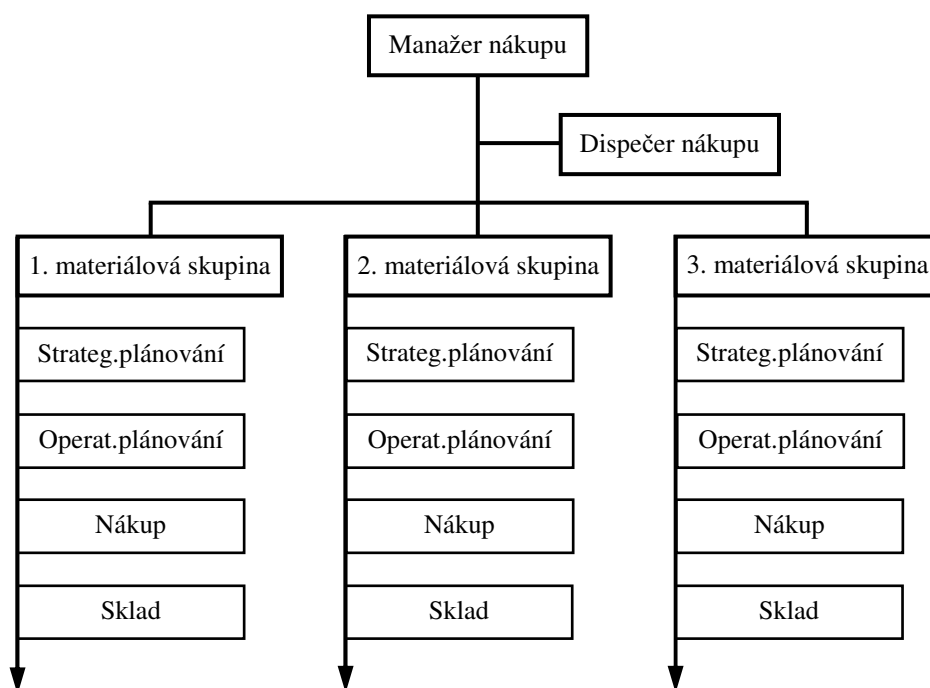 Manažer nákupu
Dispečer nákupu
1. materiálová skupina
2. materiálová skupina
3. materiálová skupina
Strateg.plánování
Strateg.plánování
Strateg.plánování
Operat.plánování
Operat.plánování
Operat.plánování
Nákup
Nákup
Nákup
Sklad
Sklad
Sklad